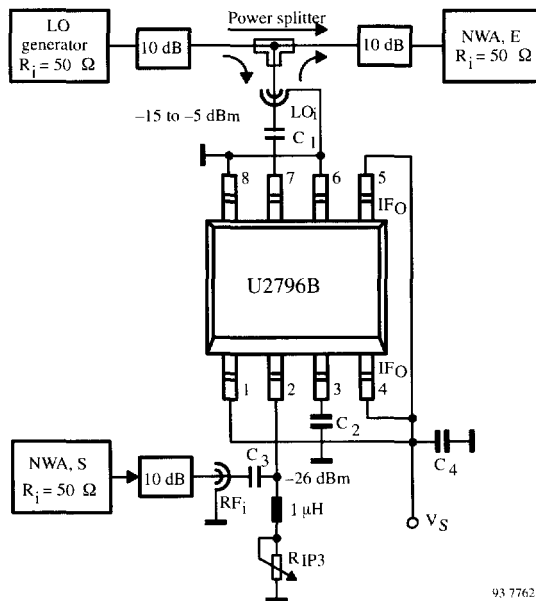 LO
generator
R_i = 50 Ω
10 dB
Power splitter
10 dB
NWA, E
R_i = 50 Ω
–15 to –5 dBm
LO_i
C_1
8
7
6
5
IF_O
U2796B
IF_O
1
2
3
4
C_2
C_4
NWA, S
R_i = 50 Ω
10 dB
RF_i
C_3
–26 dBm
1 μH
R_IP3
V_S
93 7762